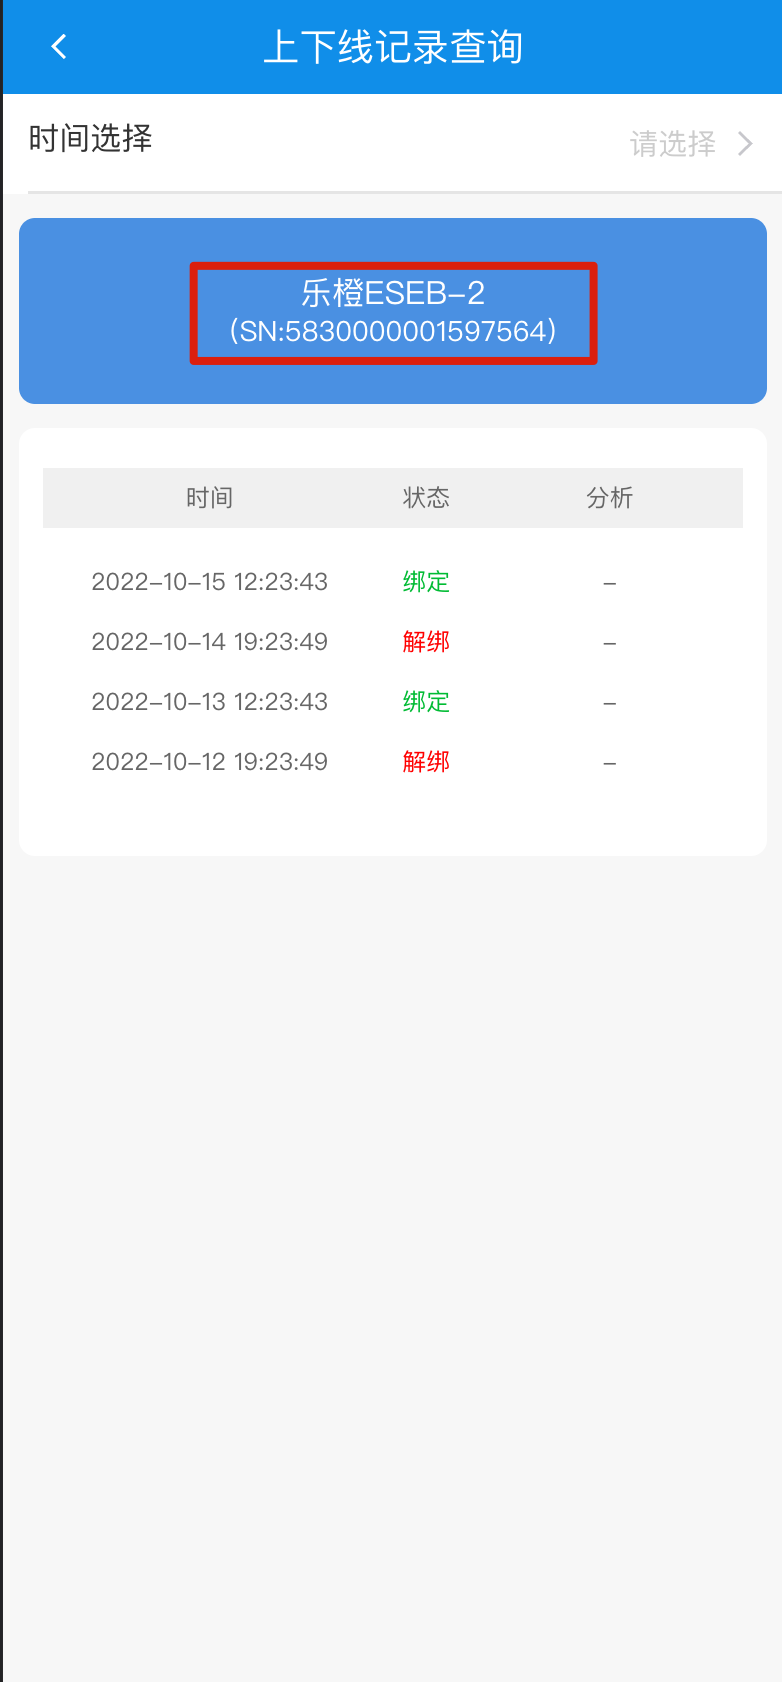 上下线记录查询
时间选择 请选择
乐橙ESEB-2
(SN:5830000001597564)
时间 状态 分析
2022-10-15 12:23:43 绑定 -
2022-10-14 19:23:49 解绑 -
2022-10-13 12:23:43 绑定 -
2022-10-12 19:23:49 解绑 -